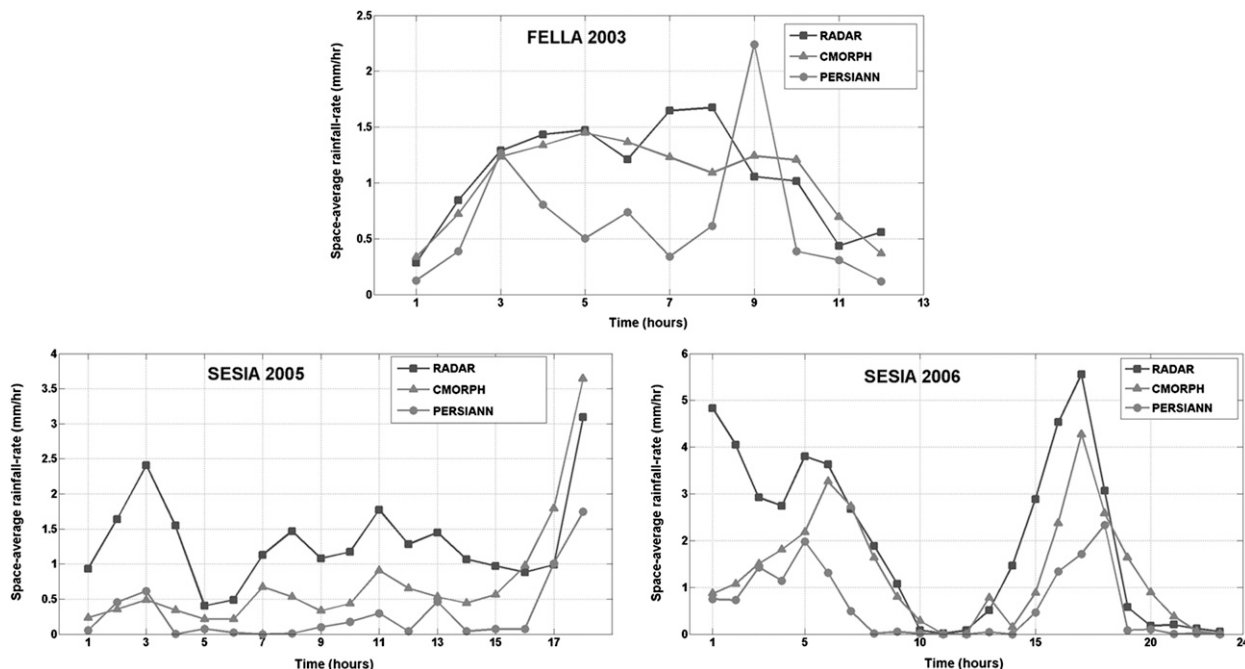 FELLA 2003
RADAR
CMORPH
PERSIANN
Space-average rainfall-rate (mm/hr)
2.5
2
1.5
1
0.5
0
1 3 5 7 9 11 13
Time (hours)
SESIA 2005
RADAR
CMORPH
PERSIANN
Space-average rainfall-rate (mm/hr)
4
3.5
3
2.5
2
1.5
1
0.5
0
1 3 5 7 9 11 13 15 17
Time (hours)
SESIA 2006
RADAR
CMORPH
PERSIANN
Space-average rainfall-rate (mm/hr)
6
5
4
3
2
1
0
1 5 10 15 20 24
Time (hours)